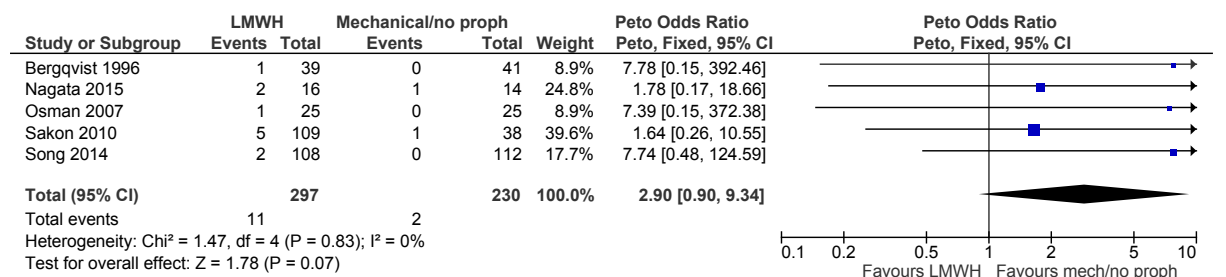 LMWH Mechanical/no proph Peto Odds Ratio Peto Odds Ratio
Study or Subgroup Events Total Events Total Weight Peto, Fixed, 95% CI Peto, Fixed, 95% CI
Bergqvist 1996 1 39 0 41 8.9% 7.78 [0.15, 392.46]
Nagata 2015 2 16 1 14 24.8% 1.78 [0.17, 18.66]
Osman 2007 1 25 0 25 8.9% 7.39 [0.15, 372.38]
Sakon 2010 5 109 1 38 39.6% 1.64 [0.26, 10.55]
Song 2014 2 108 0 112 17.7% 7.74 [0.48, 124.59]
Total (95% CI) 297 230 100.0% 2.90 [0.90, 9.34]
Total events 11 2
Heterogeneity: Chi² = 1.47, df = 4 (P = 0.83); I² = 0%
Test for overall effect: Z = 1.78 (P = 0.07)
0.1 0.2 0.5 1 2 5 10
Favours LMWH Favours mech/no proph